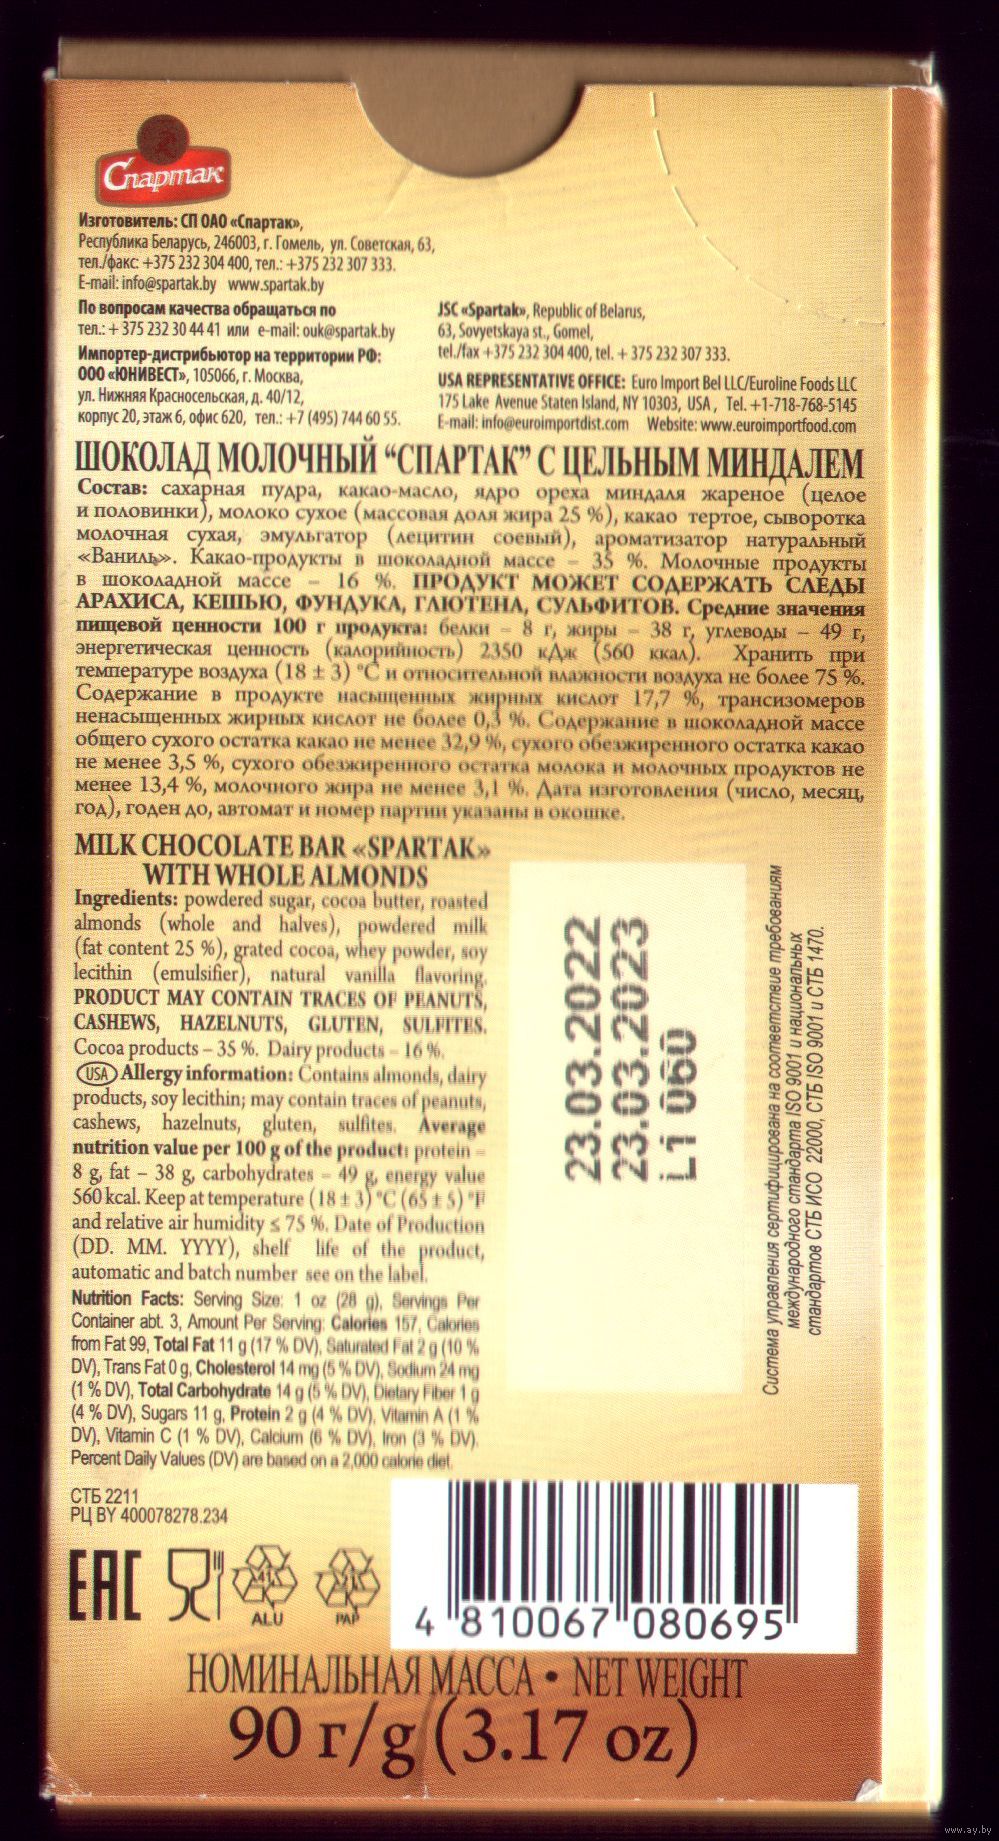 Спартак
Изготовитель: СП ОАО «Спартак»,
Республика Беларусь, 246003, г. Гомель, ул. Советская, 63,
тел./факс: +375 232 304 400, тел.: +375 232 307 333.
E-mail: info@spartak.by www.spartak.by
По вопросам качества обращаться по
тел.: + 375 232 30 44 41 или e-mail: ouk@spartak.by
Импортер-дистрибьютор на территории РФ:
ООО «ЮНИВЕСТ», 105066, г. Москва,
ул. Нижняя Красносельская, д. 40/12,
корпус 20, этаж 6, офис 620, тел.: +7 (495) 744 60 55.
JSC «Spartak», Republic of Belarus,
63, Sovyetskaya st., Gomel,
tel./fax +375 232 304 400, tel. + 375 232 307 333.
USA REPRESENTATIVE OFFICE: Euro Import Bel LLC/Euroline Foods LLC
175 Lake Avenue Staten Island, NY 10303, USA, Tel. +1-718-768-5145
E-mail: info@euroimportdist.com Website: www.euroimportfood.com
ШОКОЛАД МОЛОЧНЫЙ “СПАРТАК” С ЦЕЛЬНЫМ МИНДАЛЕМ
Состав: сахарная пудра, какао-масло, ядро ореха миндаля жареное (целое
и половинки), молоко сухое (массовая доля жира 25 %), какао тертое, сыворотка
молочная сухая, эмульгатор (лецитин соевый), ароматизатор натуральный
«Ваниль». Какао-продукты в шоколадной массе – 35 %. Молочные продукты
в шоколадной массе – 16 %. ПРОДУКТ МОЖЕТ СОДЕРЖАТЬ СЛЕДЫ
АРАХИСА, КЕШЬЮ, ФУНДУКА, ГЛЮТЕНА, СУЛЬФИТОВ. Средние значения
пищевой ценности 100 г продукта: белки – 8 г, жиры – 38 г, углеводы – 49 г,
энергетическая ценность (калорийность) 2350 кДж (560 ккал). Хранить при
температуре воздуха (18 ± 3) °С и относительной влажности воздуха не более 75 %.
Содержание в продукте насыщенных жирных кислот 17,7 %, трансизомеров
ненасыщенных жирных кислот не более 0,3 %. Содержание в шоколадной массе
общего сухого остатка какао не менее 32,9 %, сухого обезжиренного остатка какао
не менее 3,5 %, сухого обезжиренного остатка молока и молочных продуктов не
менее 13,4 %, молочного жира не менее 3,1 %. Дата изготовления (число, месяц,
год), годен до, автомат и номер партии указаны в окошке.
MILK CHOCOLATE BAR «SPARTAK»
WITH WHOLE ALMONDS
Ingredients: powdered sugar, cocoa butter, roasted
almonds (whole and halves), powdered milk
(fat content 25 %), grated cocoa, whey powder, soy
lecithin (emulsifier), natural vanilla flavoring.
PRODUCT MAY CONTAIN TRACES OF PEANUTS,
CASHEWS, HAZELNUTS, GLUTEN, SULFITES.
Cocoa products – 35 %. Dairy products – 16 %.
USA Allergy information: Contains almonds, dairy
products, soy lecithin; may contain traces of peanuts,
cashews, hazelnuts, gluten, sulfites. Average
nutrition value per 100 g of the product: protein –
8 g, fat – 38 g, carbohydrates – 49 g, energy value
560 kcal. Keep at temperature (18 ± 3) °C (65 ± 5) °F
and relative air humidity ≤ 75 %. Date of Production
(DD. MM. YYYY), shelf life of the product,
automatic and batch number see on the label.
Nutrition Facts: Serving Size: 1 oz (28 g), Servings Per
Container abt. 3, Amount Per Serving: Calories 157, Calories
from Fat 99, Total Fat 11 g (17 % DV), Saturated Fat 2 g (10 %
DV), Trans Fat 0 g, Cholesterol 14 mg (5 % DV), Sodium 24 mg
(1 % DV), Total Carbohydrate 14 g (5 % DV), Dietary Fiber 1 g
(4 % DV), Sugars 11 g, Protein 2 g (4 % DV), Vitamin A (1 %
DV), Vitamin C (1 % DV), Calcium (6 % DV), Iron (3 % DV).
Percent Daily Values (DV) are based on a 2,000 calorie diet.
23.03.2022
23.03.2023
L1 060
Система управления сертифицирована на соответствие требованиям
международного стандарта ISO 9001 и национальных
стандартов СТБ ИСО 22000, СТБ ISO 9001 и СТБ 1470.
СТБ 2211
РЦ BY 400078278.234
EAC
41
ALU
21
PAP
4 810067 080695
НОМИНАЛЬНАЯ МАССА • NET WEIGHT
90 г/g (3.17 oz)
www.ay.by